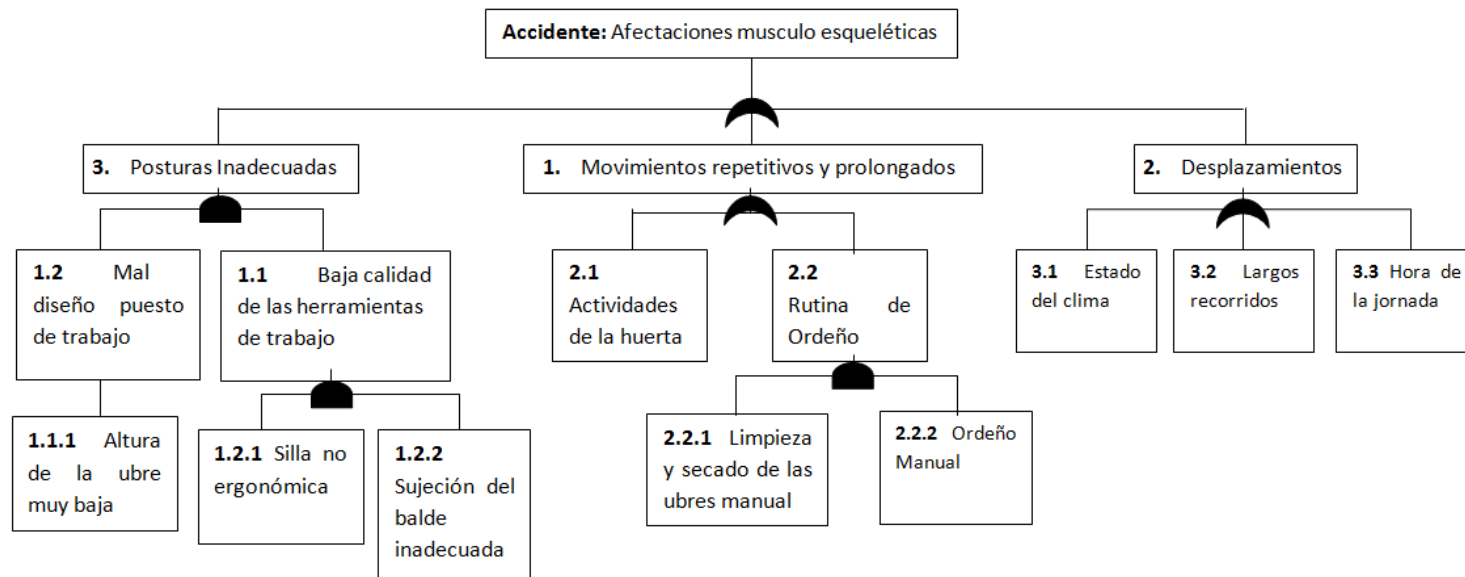 Accidente: Afectaciones musculo esqueléticas
3. Posturas Inadecuadas
1. Movimientos repetitivos y prolongados
2. Desplazamientos
1.2 Mal
diseño puesto
de trabajo
1.1 Baja calidad
de las herramientas
de trabajo
2.1
Actividades
de la huerta
2.2
Rutina de
Ordeño
3.1 Estado
del clima
3.2 Largos
recorridos
3.3 Hora de
la jornada
1.1.1 Altura
de la ubre
muy baja
1.2.1 Silla no
ergonómica
1.2.2
Sujeción del
balde
inadecuada
2.2.1 Limpieza
y secado de las
ubres manual
2.2.2 Ordeño
Manual